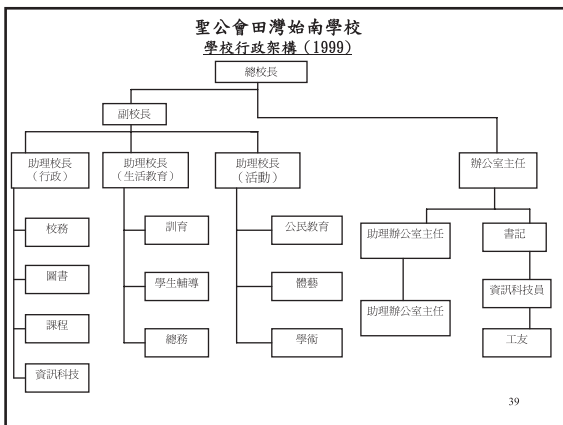 聖公會田灣始南學校
學校行政架構（1999）
總校長
副校長
助理校長
（行政）
助理校長
（生活教育）
助理校長
（活動）
辦公室主任
校務
訓育
公民教育
助理辦公室主任
書記
圖書
學生輔導
體藝
資訊科技員
助理辦公室主任
課程
總務
學術
工友
資訊科技
39